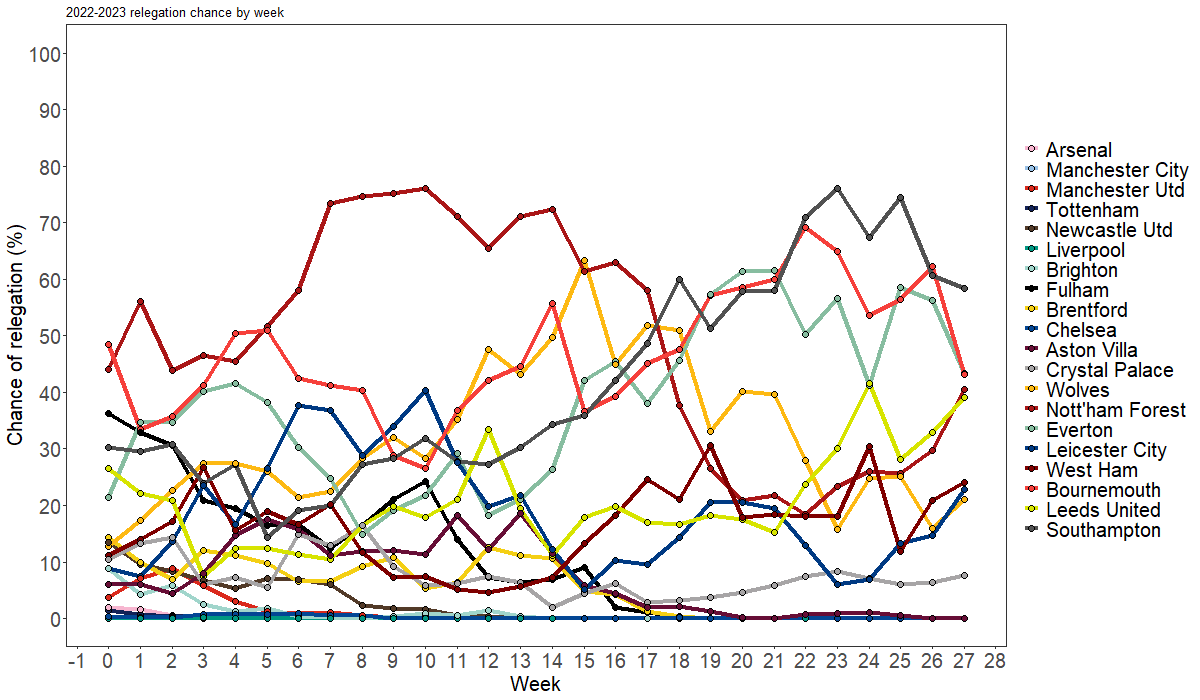 2022-2023 relegation chance by week
Chance of relegation (%)
100
90
80
70
60
50
40
30
20
10
0
-1 0 1 2 3 4 5 6 7 8 9 10 11 12 13 14 15 16 17 18 19 20 21 22 23 24 25 26 27 28
Week
Arsenal
Manchester City
Manchester Utd
Tottenham
Newcastle Utd
Liverpool
Brighton
Fulham
Brentford
Chelsea
Aston Villa
Crystal Palace
Wolves
Nott'ham Forest
Everton
Leicester City
West Ham
Bournemouth
Leeds United
Southampton